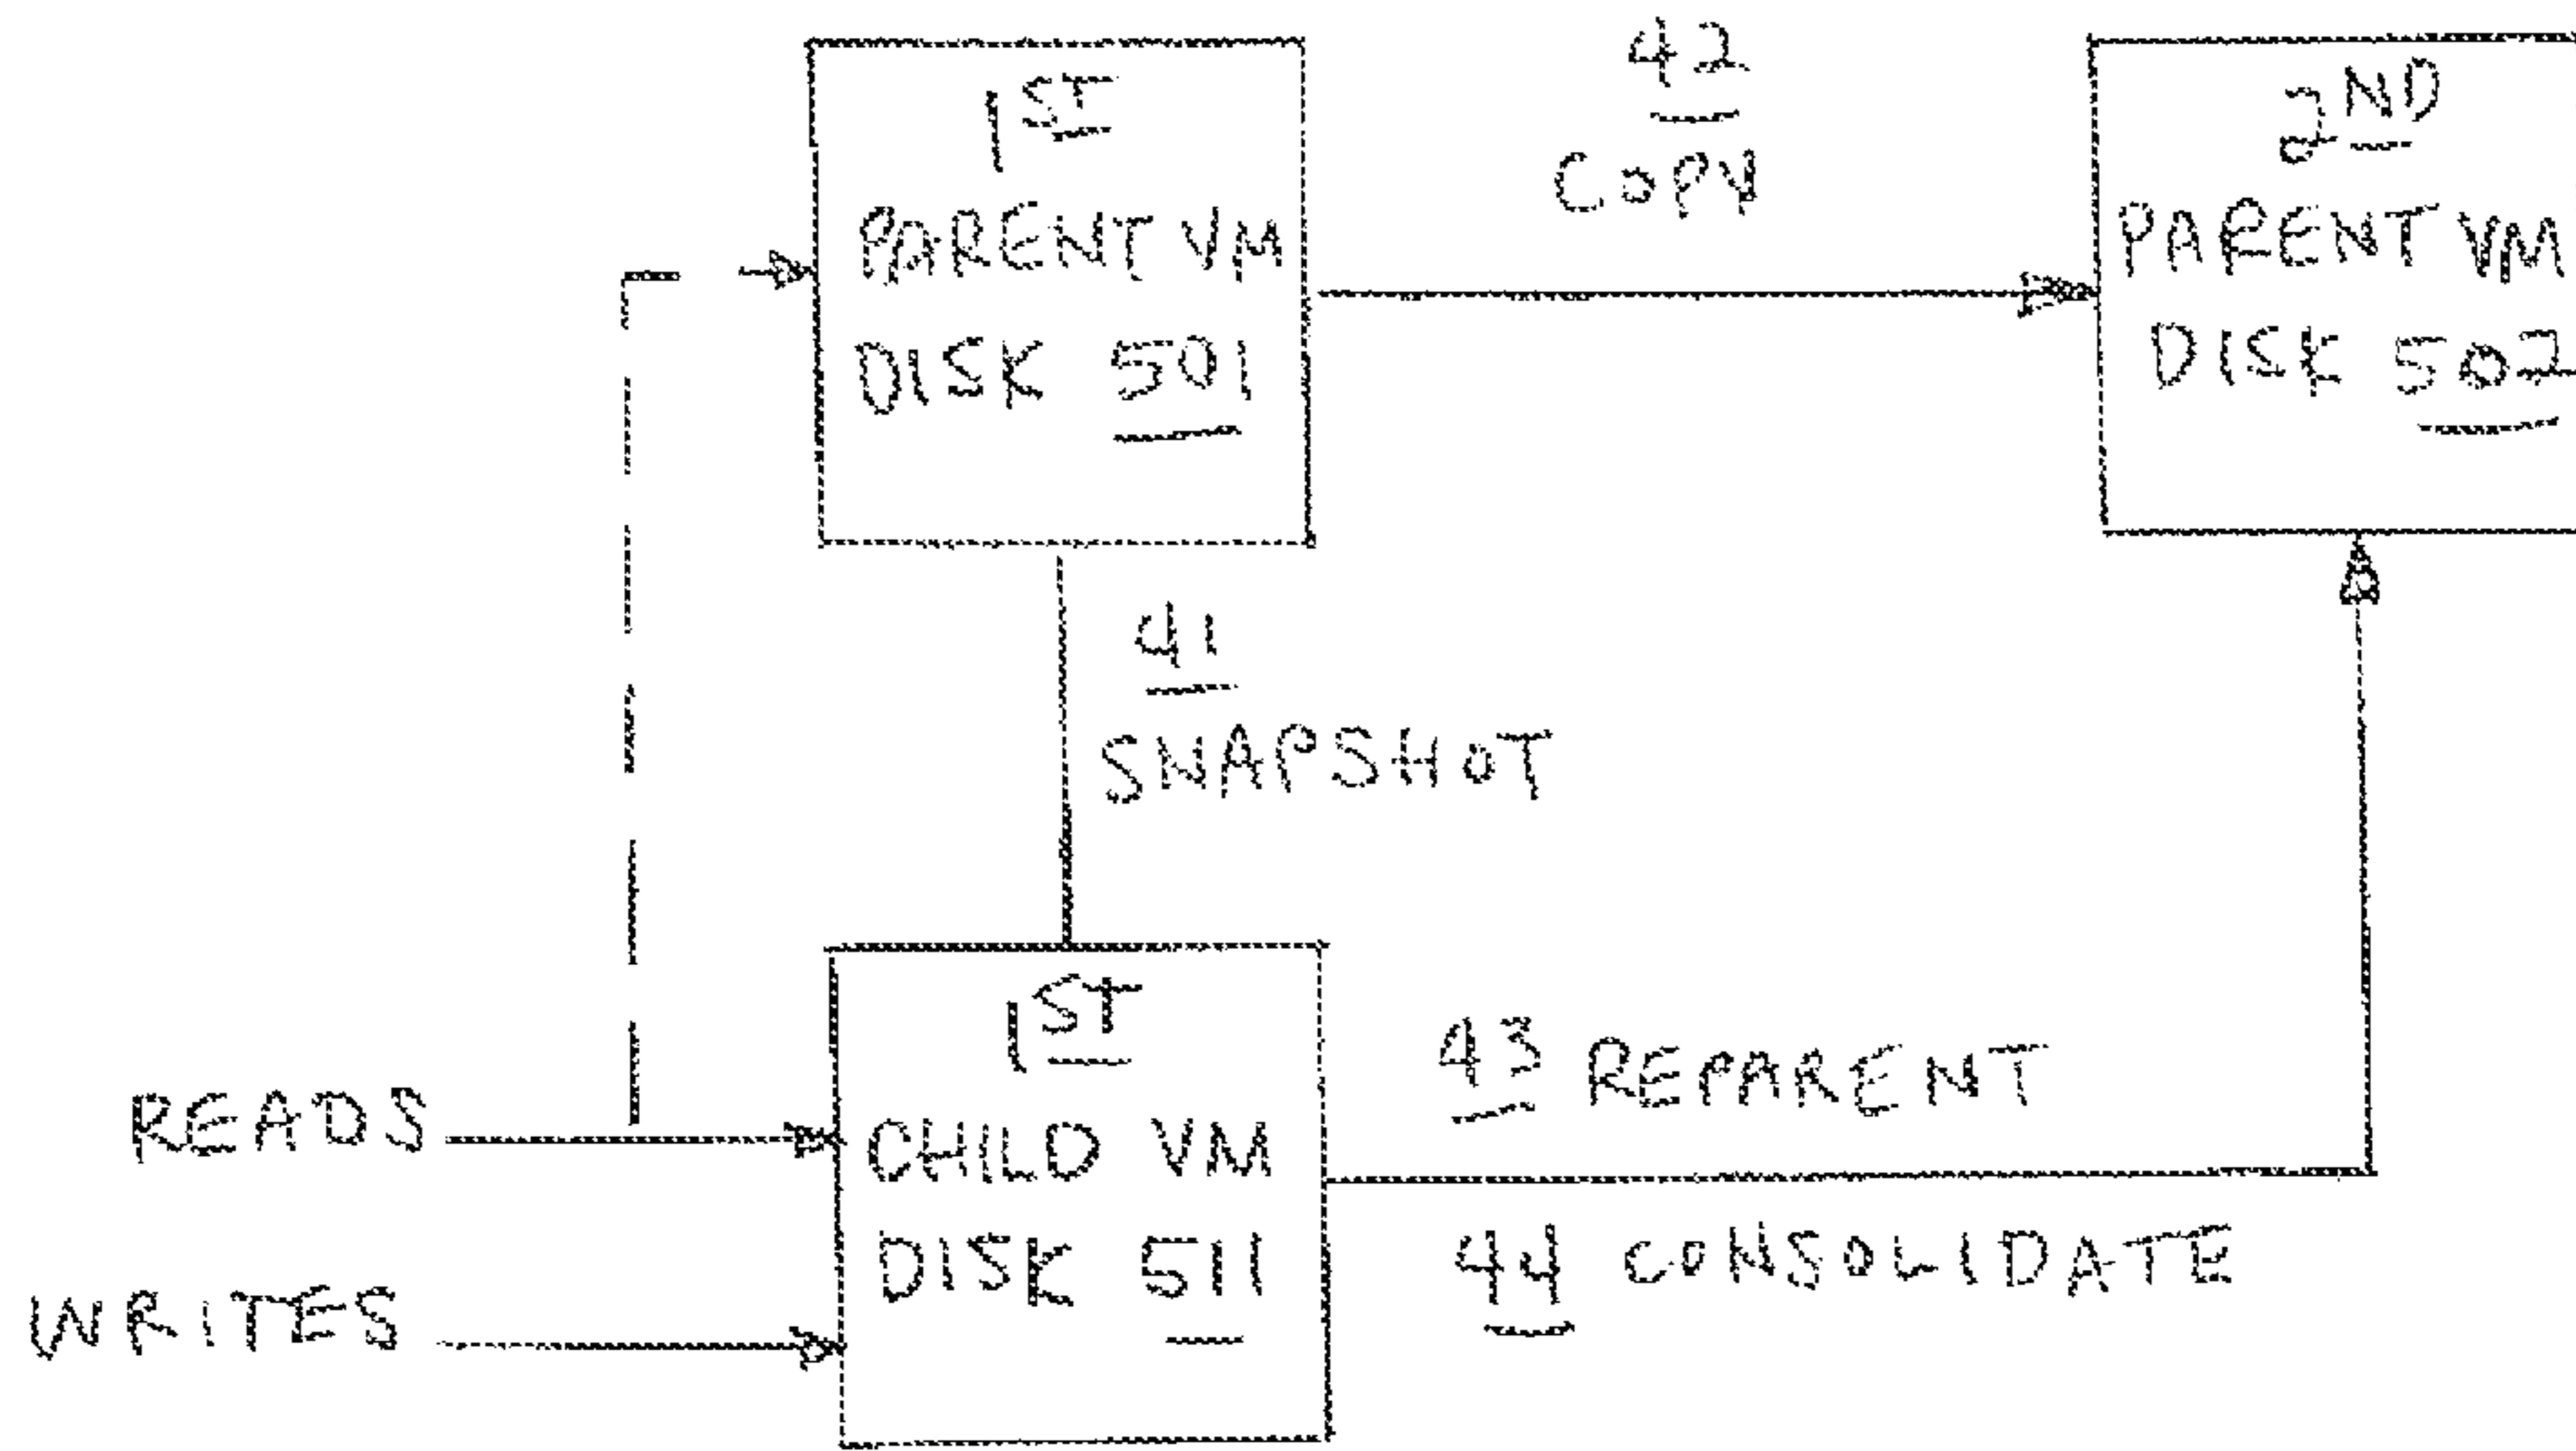 1ST
PARENT VM
DISK 501
42
COPY
2ND
PARENT VM
DISK 502
41
SNAPSHOT
1ST
CHILD VM
DISK 511
READS
WRITES
43 REPARENT
44 CONSOLIDATE